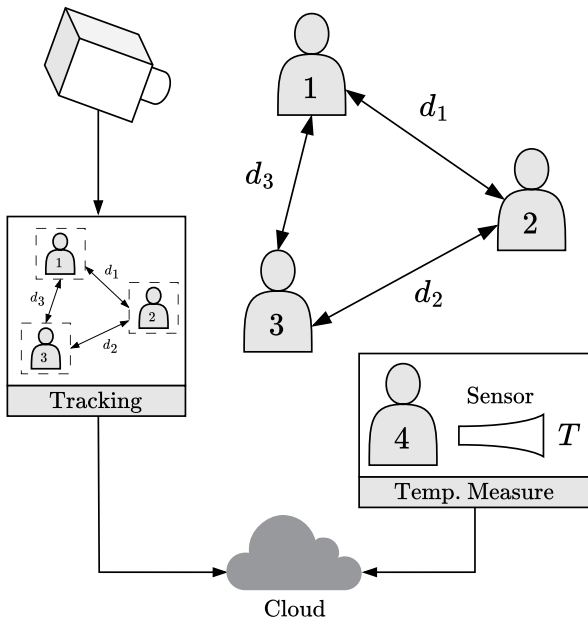 1
d₁
d₃
2
3
d₂
1
d₁
d₃
2
3
d₂
Tracking
Sensor
4
T
Temp. Measure
Cloud